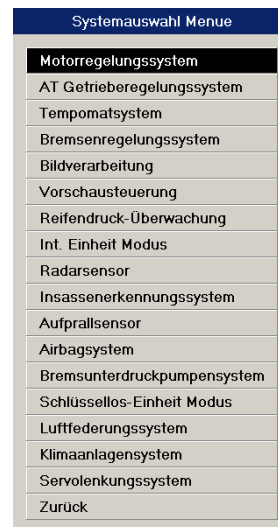 Systemauswahl Menue
Motorregelungssystem
AT Getrieberegelungssystem
Tempomatsystem
Bremsenregelungssystem
Bildverarbeitung
Vorschausteuerung
Reifendruck-Überwachung
Int. Einheit Modus
Radarsensor
Insassenerkennungssystem
Aufprallsensor
Airbagsystem
Bremsunterdruckpumpensystem
Schlüssellos-Einheit Modus
Luftfederungssystem
Klimaanlagensystem
Servolenkungssystem
Zurück